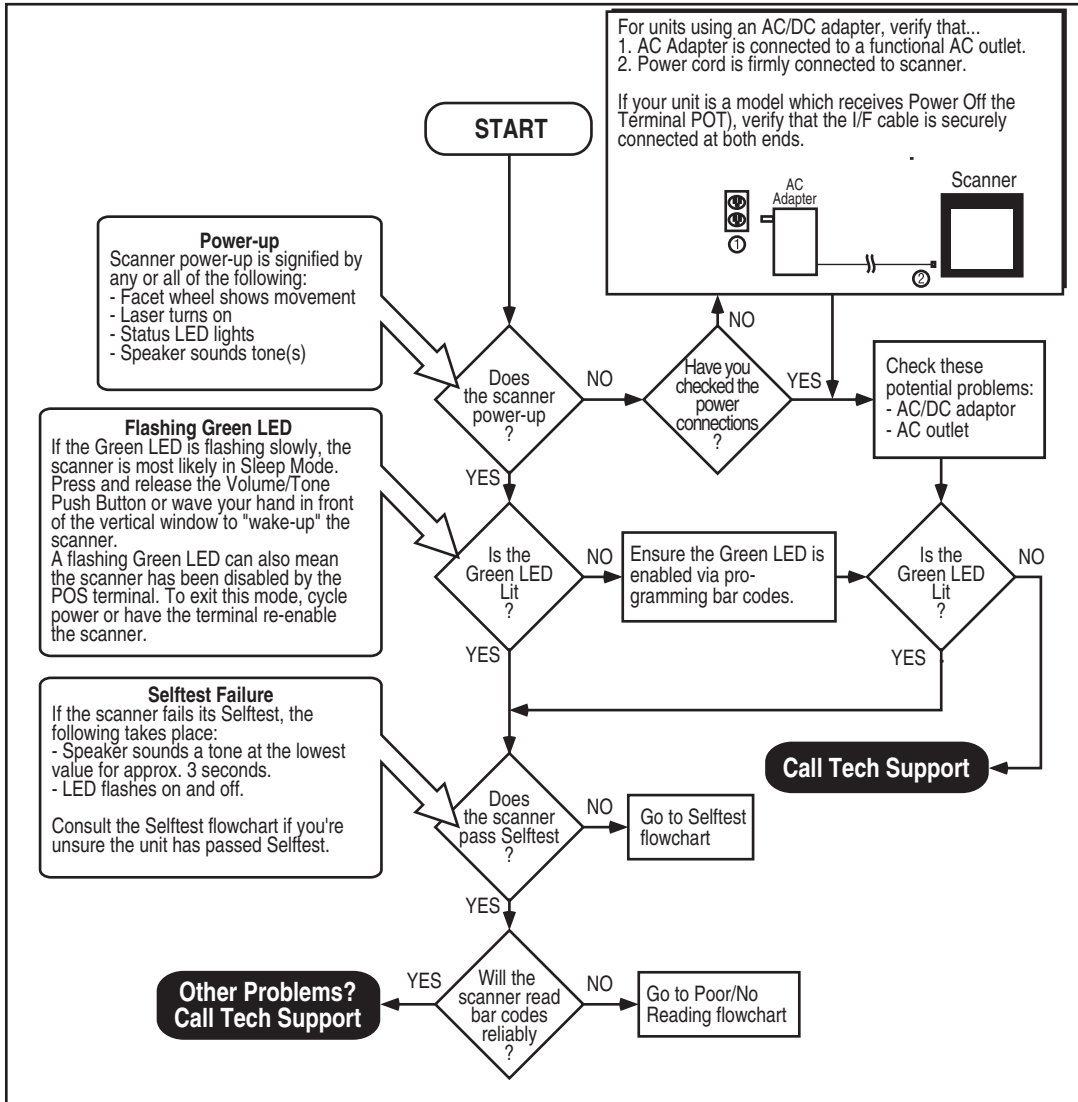 For units using an AC/DC adapter, verify that...
1. AC Adapter is connected to a functional AC outlet.
2. Power cord is firmly connected to scanner.
If your unit is a model which receives Power Off the
Terminal POT), verify that the I/F cable is securely
connected at both ends.
AC
Adapter
Scanner
1
2
START
Power-up
Scanner power-up is signified by
any or all of the following:
- Facet wheel shows movement
- Laser turns on
- Status LED lights
- Speaker sounds tone(s)
Does
the scanner
power-up
?
NO
YES
Have you
checked the
power
connections
?
NO
YES
Check these
potential problems:
- AC/DC adaptor
- AC outlet
Flashing Green LED
If the Green LED is flashing slowly, the
scanner is most likely in Sleep Mode.
Press and release the Volume/Tone
Push Button or wave your hand in front
of the vertical window to "wake-up" the
scanner.
A flashing Green LED can also mean
the scanner has been disabled by the
POS terminal. To exit this mode, cycle
power or have the terminal re-enable
the scanner.
Is the
Green LED
Lit
?
NO
YES
Ensure the Green LED is
enabled via pro-
gramming bar codes.
Is the
Green LED
Lit
?
NO
YES
Call Tech Support
Selftest Failure
If the scanner fails its Selftest, the
following takes place:
- Speaker sounds a tone at the lowest
value for approx. 3 seconds.
- LED flashes on and off.
Consult the Selftest flowchart if you're
unsure the unit has passed Selftest.
Does
the scanner
pass Selftest
?
NO
YES
Go to Selftest
flowchart
Will the
scanner read
bar codes
reliably
?
YES
NO
Other Problems?
Call Tech Support
Go to Poor/No
Reading flowchart